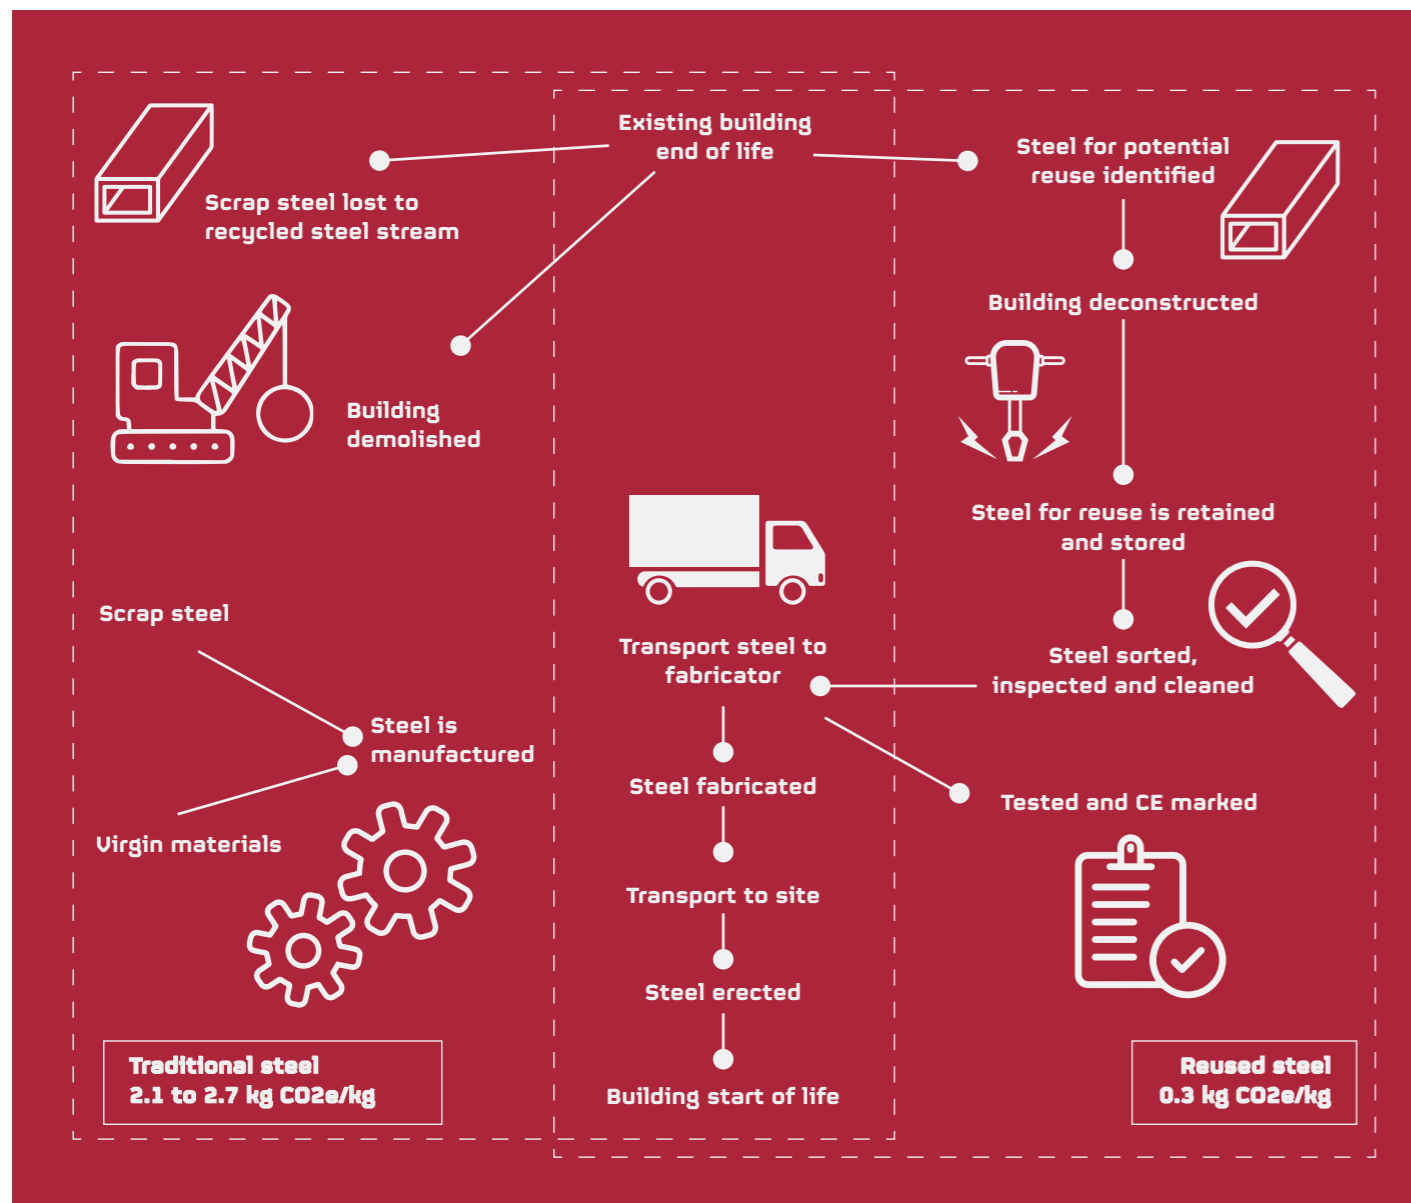 Existing building
end of life
Scrap steel lost to
recycled steel stream
Building
demolished
Scrap steel
Steel is
manufactured
Virgin materials
Traditional steel
2.1 to 2.7 kg CO2e/kg
Transport steel to
fabricator
Steel fabricated
Transport to site
Steel erected
Building start of life
Steel for potential
reuse identified
Building deconstructed
Steel for reuse is retained
and stored
Steel sorted,
inspected and cleaned
Tested and CE marked
Reused steel
0.3 kg CO2e/kg